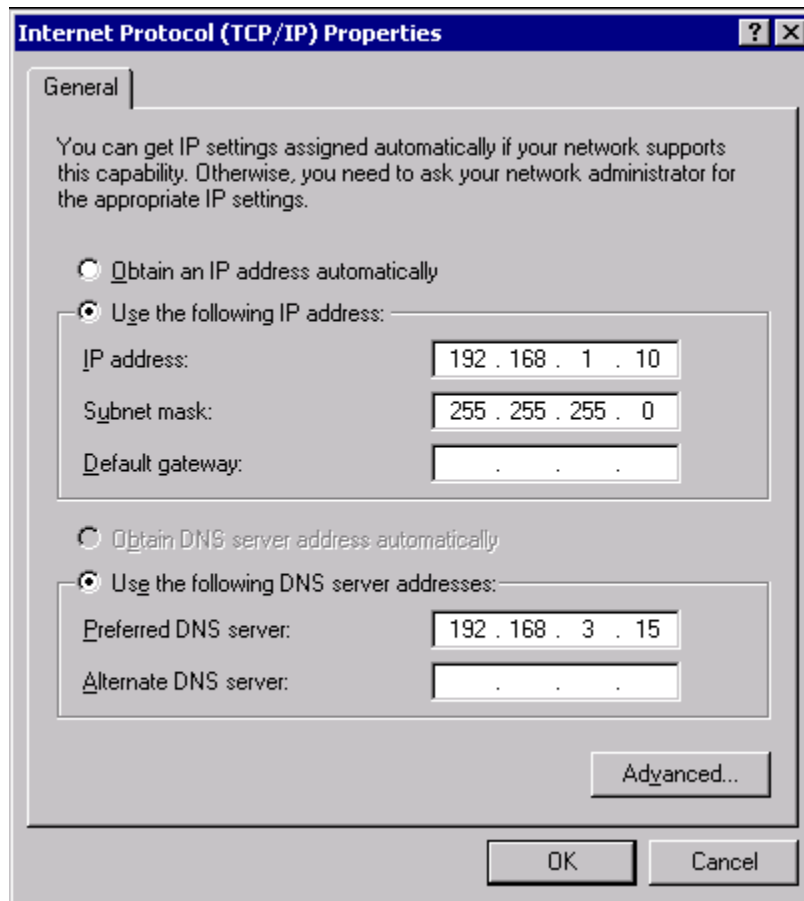 Internet Protocol (TCP/IP) Properties
General
You can get IP settings assigned automatically if your network supports
this capability. Otherwise, you need to ask your network administrator for
the appropriate IP settings.
Obtain an IP address automatically
Use the following IP address:
IP address: 192 . 168 . 1 . 10
Subnet mask: 255 . 255 . 255 . 0
Default gateway: . . .
Obtain DNS server address automatically
Use the following DNS server addresses:
Preferred DNS server: 192 . 168 . 3 . 15
Alternate DNS server: . . .
Advanced...
OK Cancel